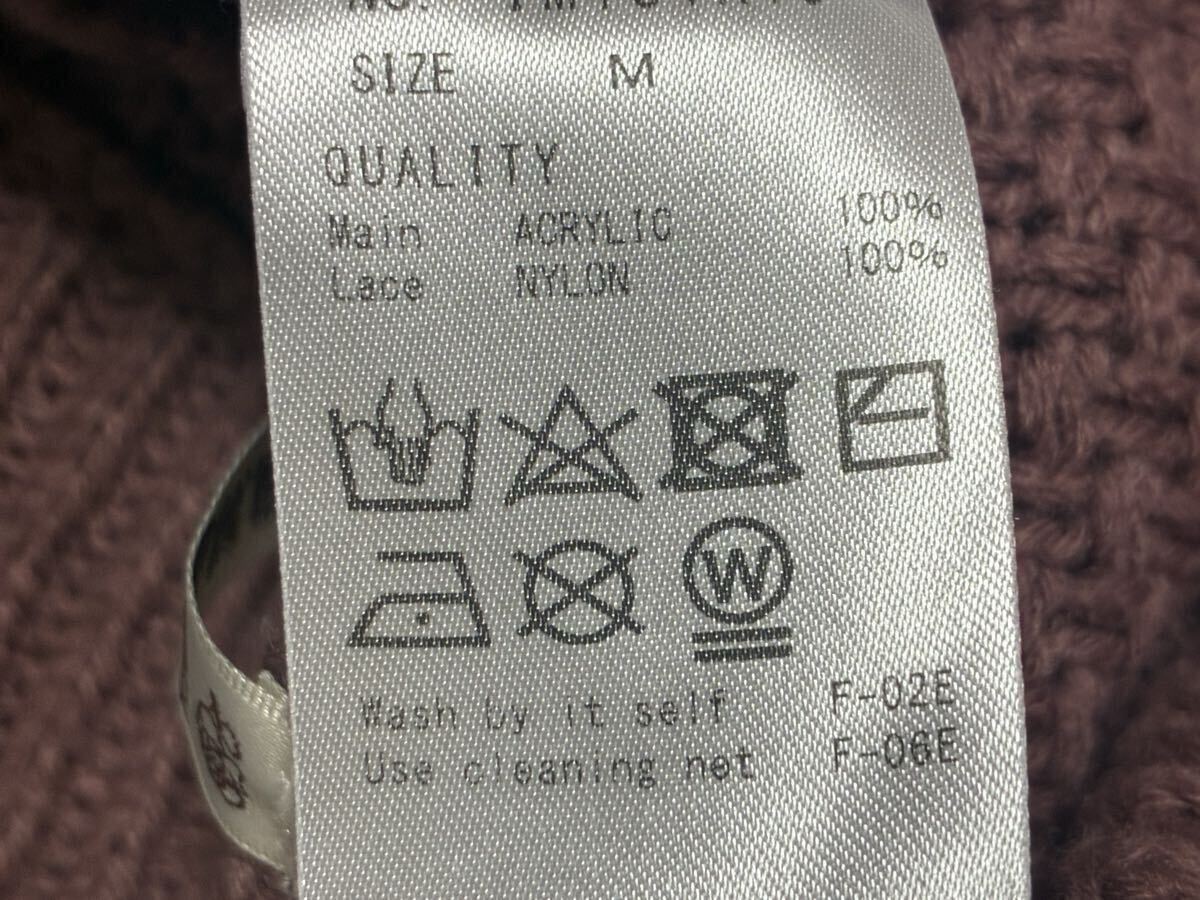 SIZE M
QUALITY
Main ACRYLIC 100%
Lace NYLON 100%
W
Wash by it self F-02E
Use cleaning net F-06E